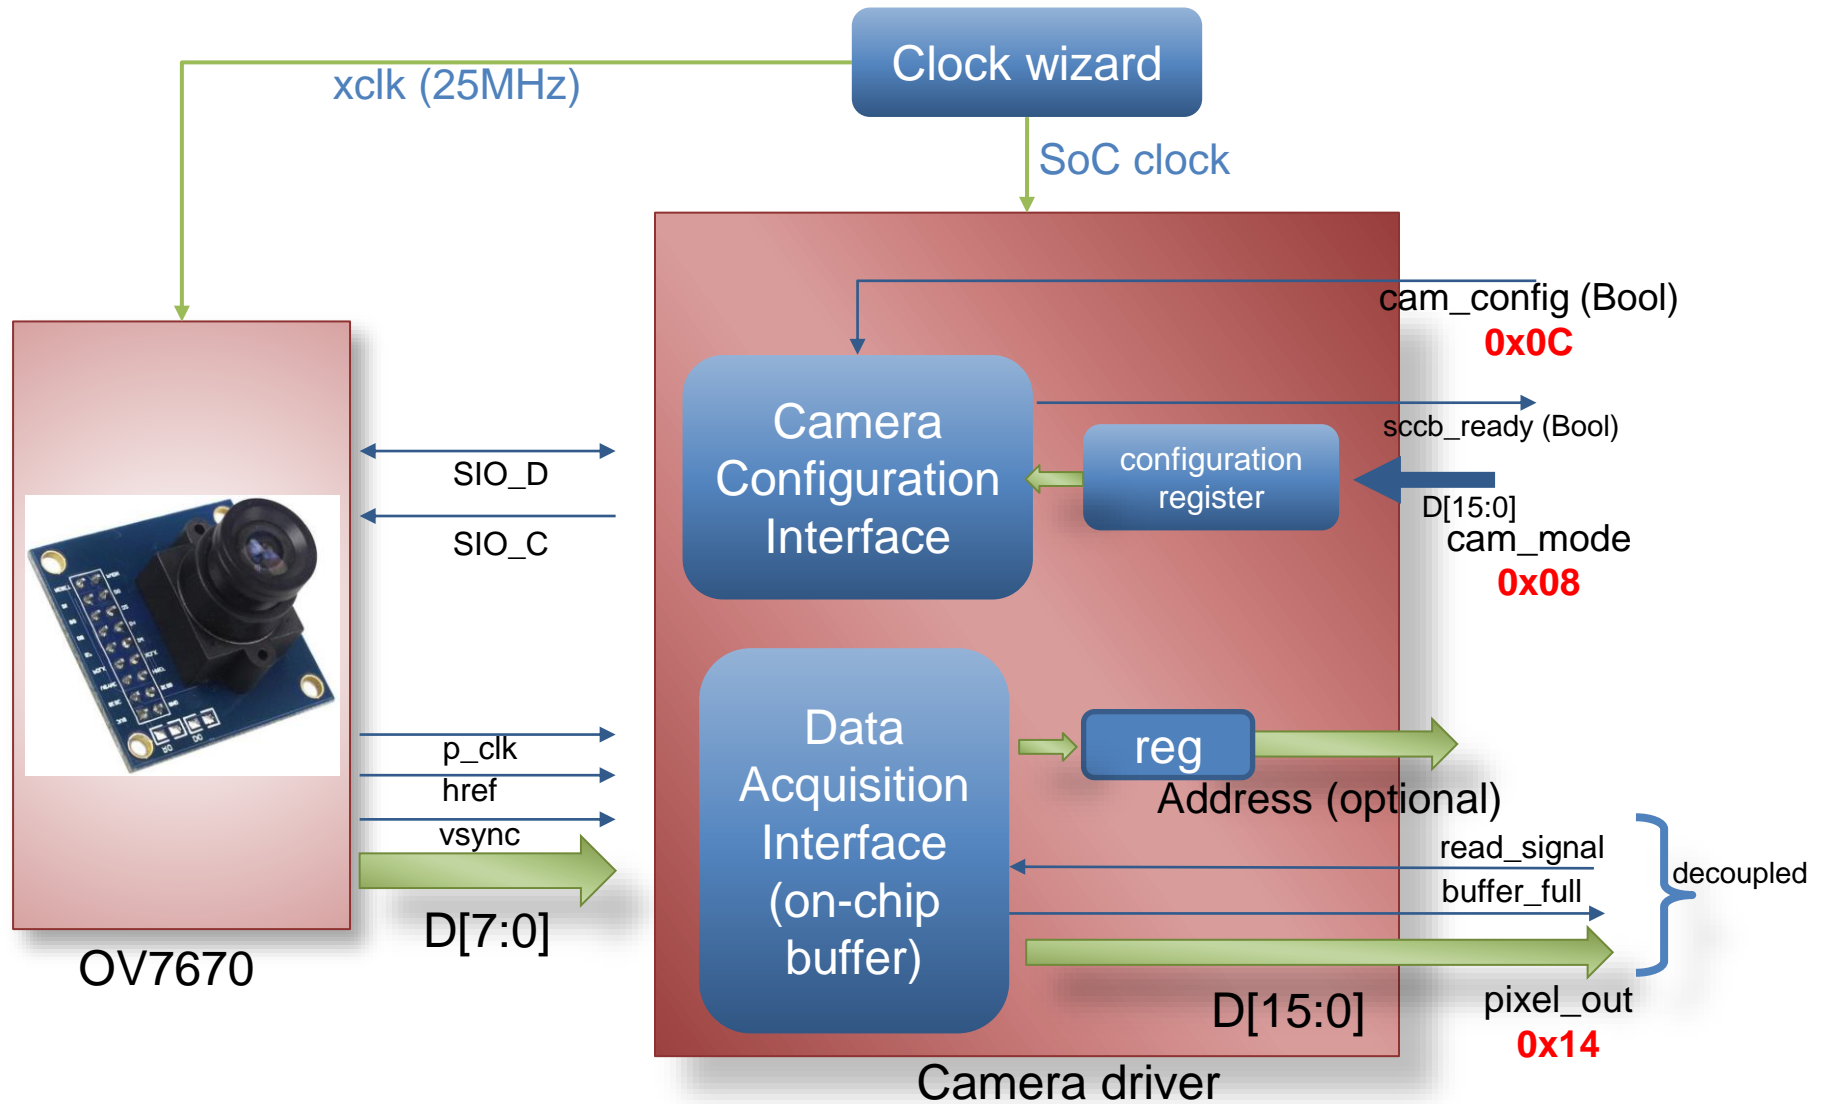 Clock wizard
xclk (25MHz)
SoC clock
cam_config (Bool)
0x0C
Camera
Configuration
Interface
sccb_ready (Bool)
configuration
register
D[15:0]
cam_mode
0x08
SIO_D
SIO_C
Data
Acquisition
Interface
(on-chip
buffer)
reg
Address (optional)
p_clk
href
vsync
D[7:0]
read_signal
buffer_full
decoupled
D[15:0]
pixel_out
0x14
OV7670
Camera driver